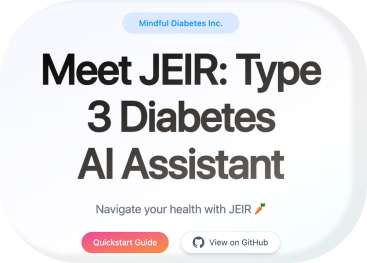 Mindful Diabetes Inc.
Meet JEIR: Type
3 Diabetes
AI Assistant
Navigate your health with JEIR 🥕
Quickstart Guide
View on GitHub